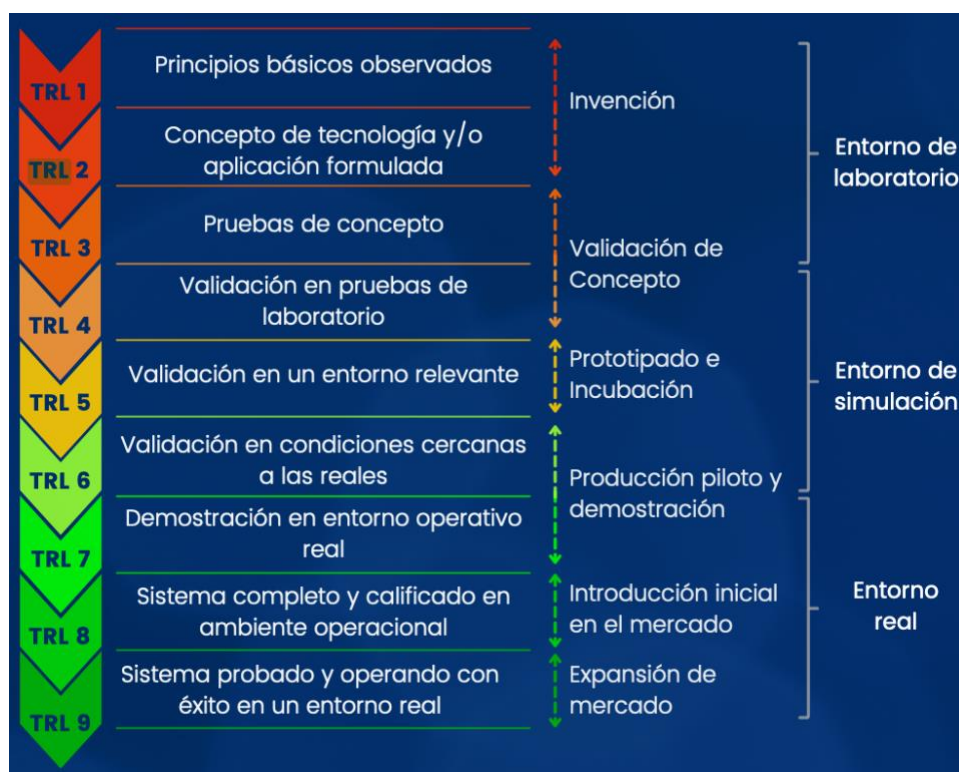 TRL 1
Principios básicos observados
Invención
TRL 2
Concepto de tecnología y/o
aplicación formulada
Entorno de
laboratorio
TRL 3
Pruebas de concepto
Validación de
Concepto
TRL 4
Validación en pruebas de
laboratorio
TRL 5
Validación en un entorno relevante
Prototipado e
Incubación
Entorno de
simulación
TRL 6
Validación en condiciones cercanas
a las reales
Producción piloto y
demostración
TRL 7
Demostración en entorno operativo
real
TRL 8
Sistema completo y calificado en
ambiente operacional
Introducción inicial
en el mercado
Entorno
real
TRL 9
Sistema probado y operando con
éxito en un entorno real
Expansión de
mercado